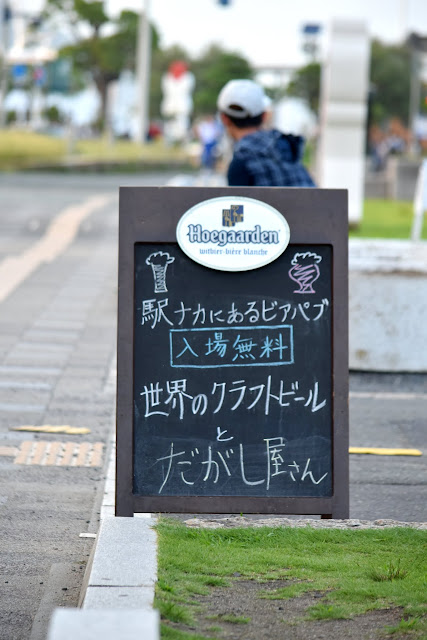 Hoegaarden
witbier-bière blanche
駅ナカにあるビアパブ
入場無料
世界のクラフトビール
と
だがし屋さん